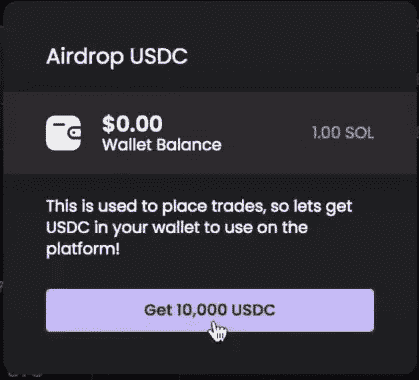 Airdrop USDC
$0.00
1.00 SOL
Wallet Balance
This is used to place trades, so lets get
USDC in your wallet to use on the
platform!
Get 10,000 USDC